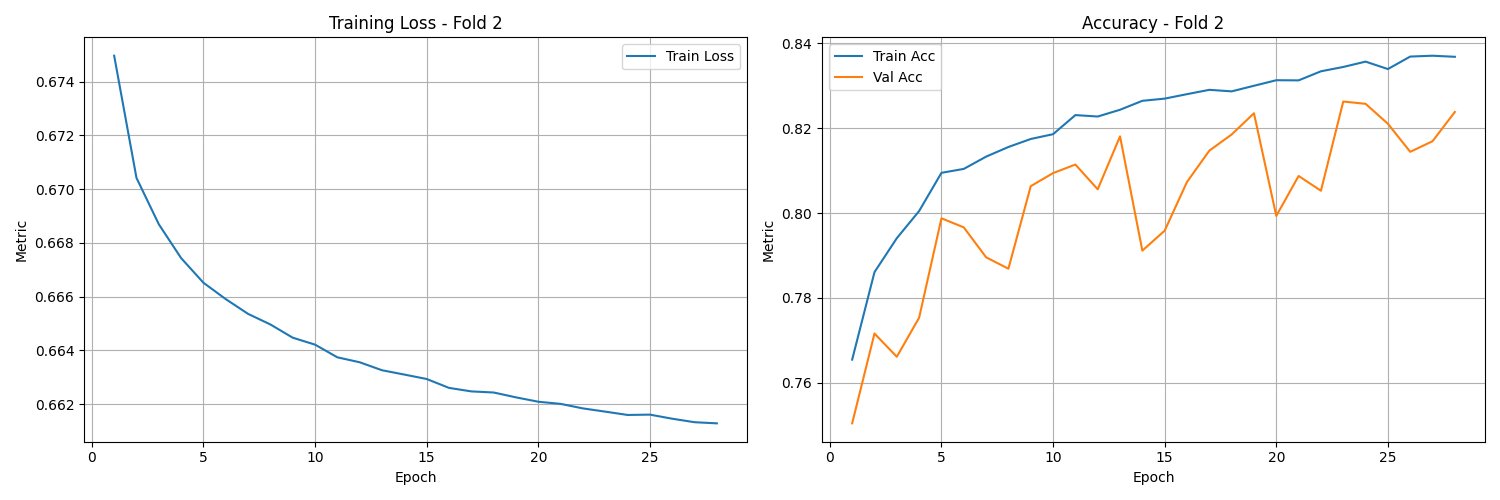 Training Loss - Fold 2
Train Loss
0.674
0.672
0.670
0.668
0.666
0.664
0.662
Metric
0
5
10
15
20
25
Epoch
Accuracy - Fold 2
Train Acc
Val Acc
0.84
0.82
0.80
0.78
0.76
Metric
0
5
10
15
20
25
Epoch